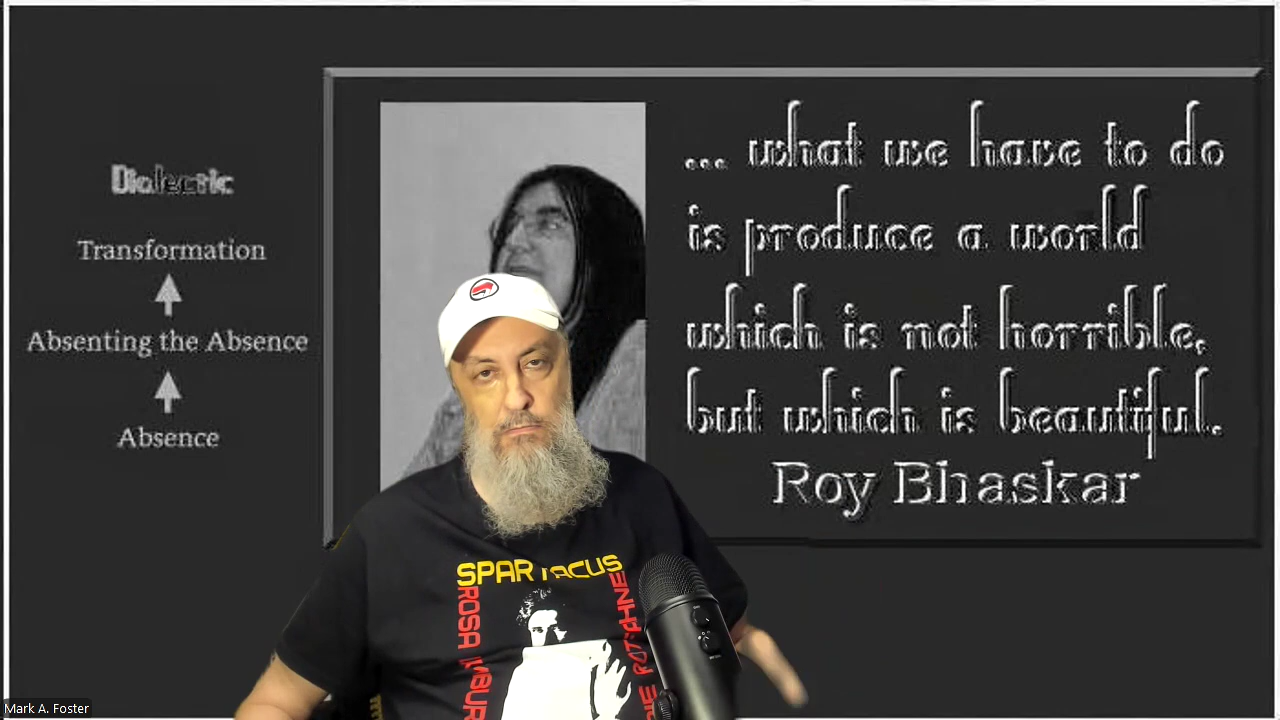 Dialectic
Transformation
Absenting the Absence
Absence
... what we have to do
is produce a world
which is not horrible,
but which is beautiful.
Roy Bhaskar
SPARTACUS
ROSA
Mark A. Foster